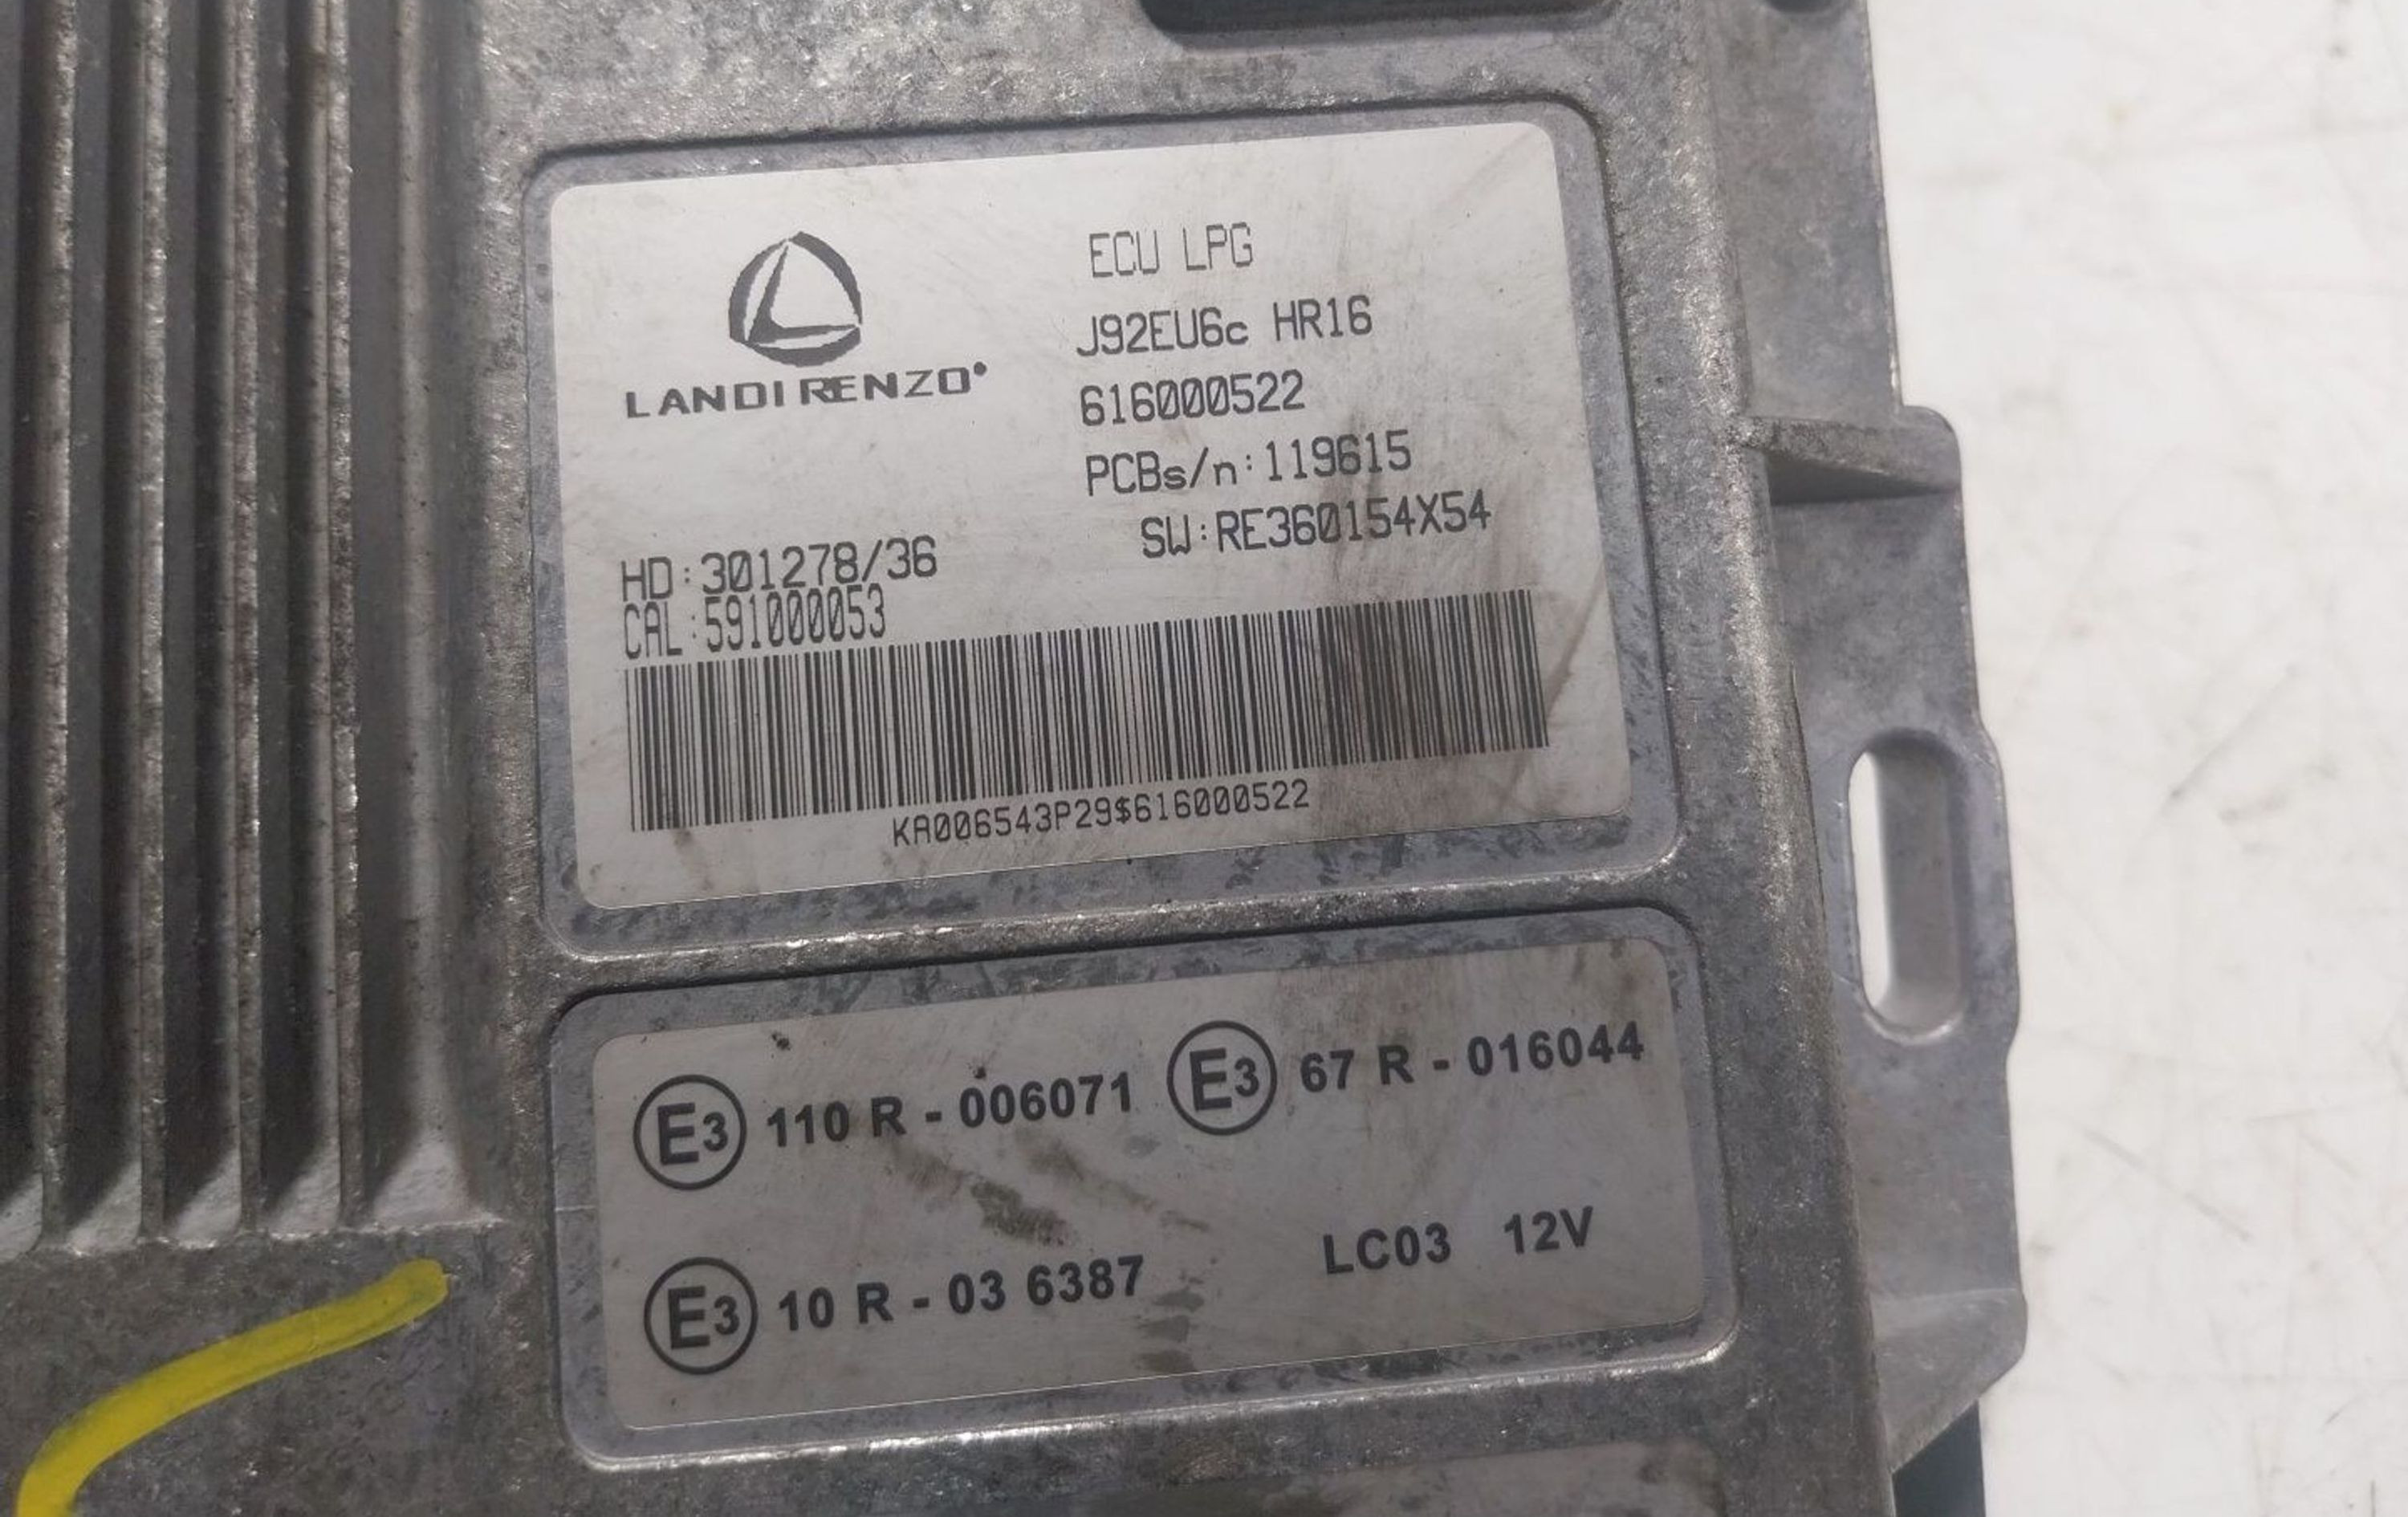 LANDI RENZO
ECU LPG
J92EU6c HR16
616000522
PCBs/n:119615
SW:RE360154X54
HD:301278/36
CAL:591000053
KA006543P29$616000522
E3 110 R - 006071 E3 67 R - 016044
E3 10 R - 03 6387 LC03 12V